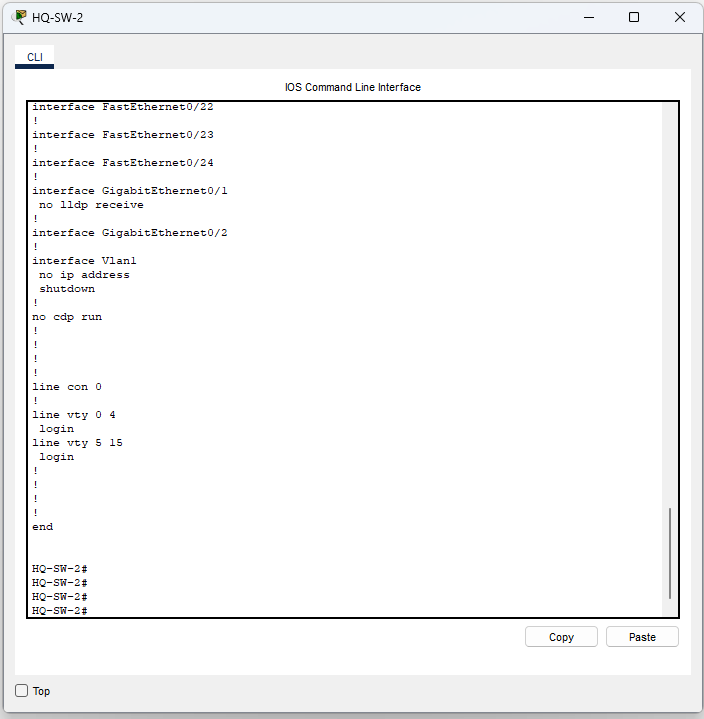 HQ-SW-2
CLI
IOS Command Line Interface
interface FastEthernet0/22
!
interface FastEthernet0/23
!
interface FastEthernet0/24
!
interface GigabitEthernet0/1
 no lldp receive
!
interface GigabitEthernet0/2
!
interface Vlan1
 no ip address
 shutdown
!
no cdp run
!
!
!
!
line con 0
!
line vty 0 4
 login
line vty 5 15
 login
!
!
!
!
end
HQ-SW-2#
HQ-SW-2#
HQ-SW-2#
HQ-SW-2#
Copy Paste
Top